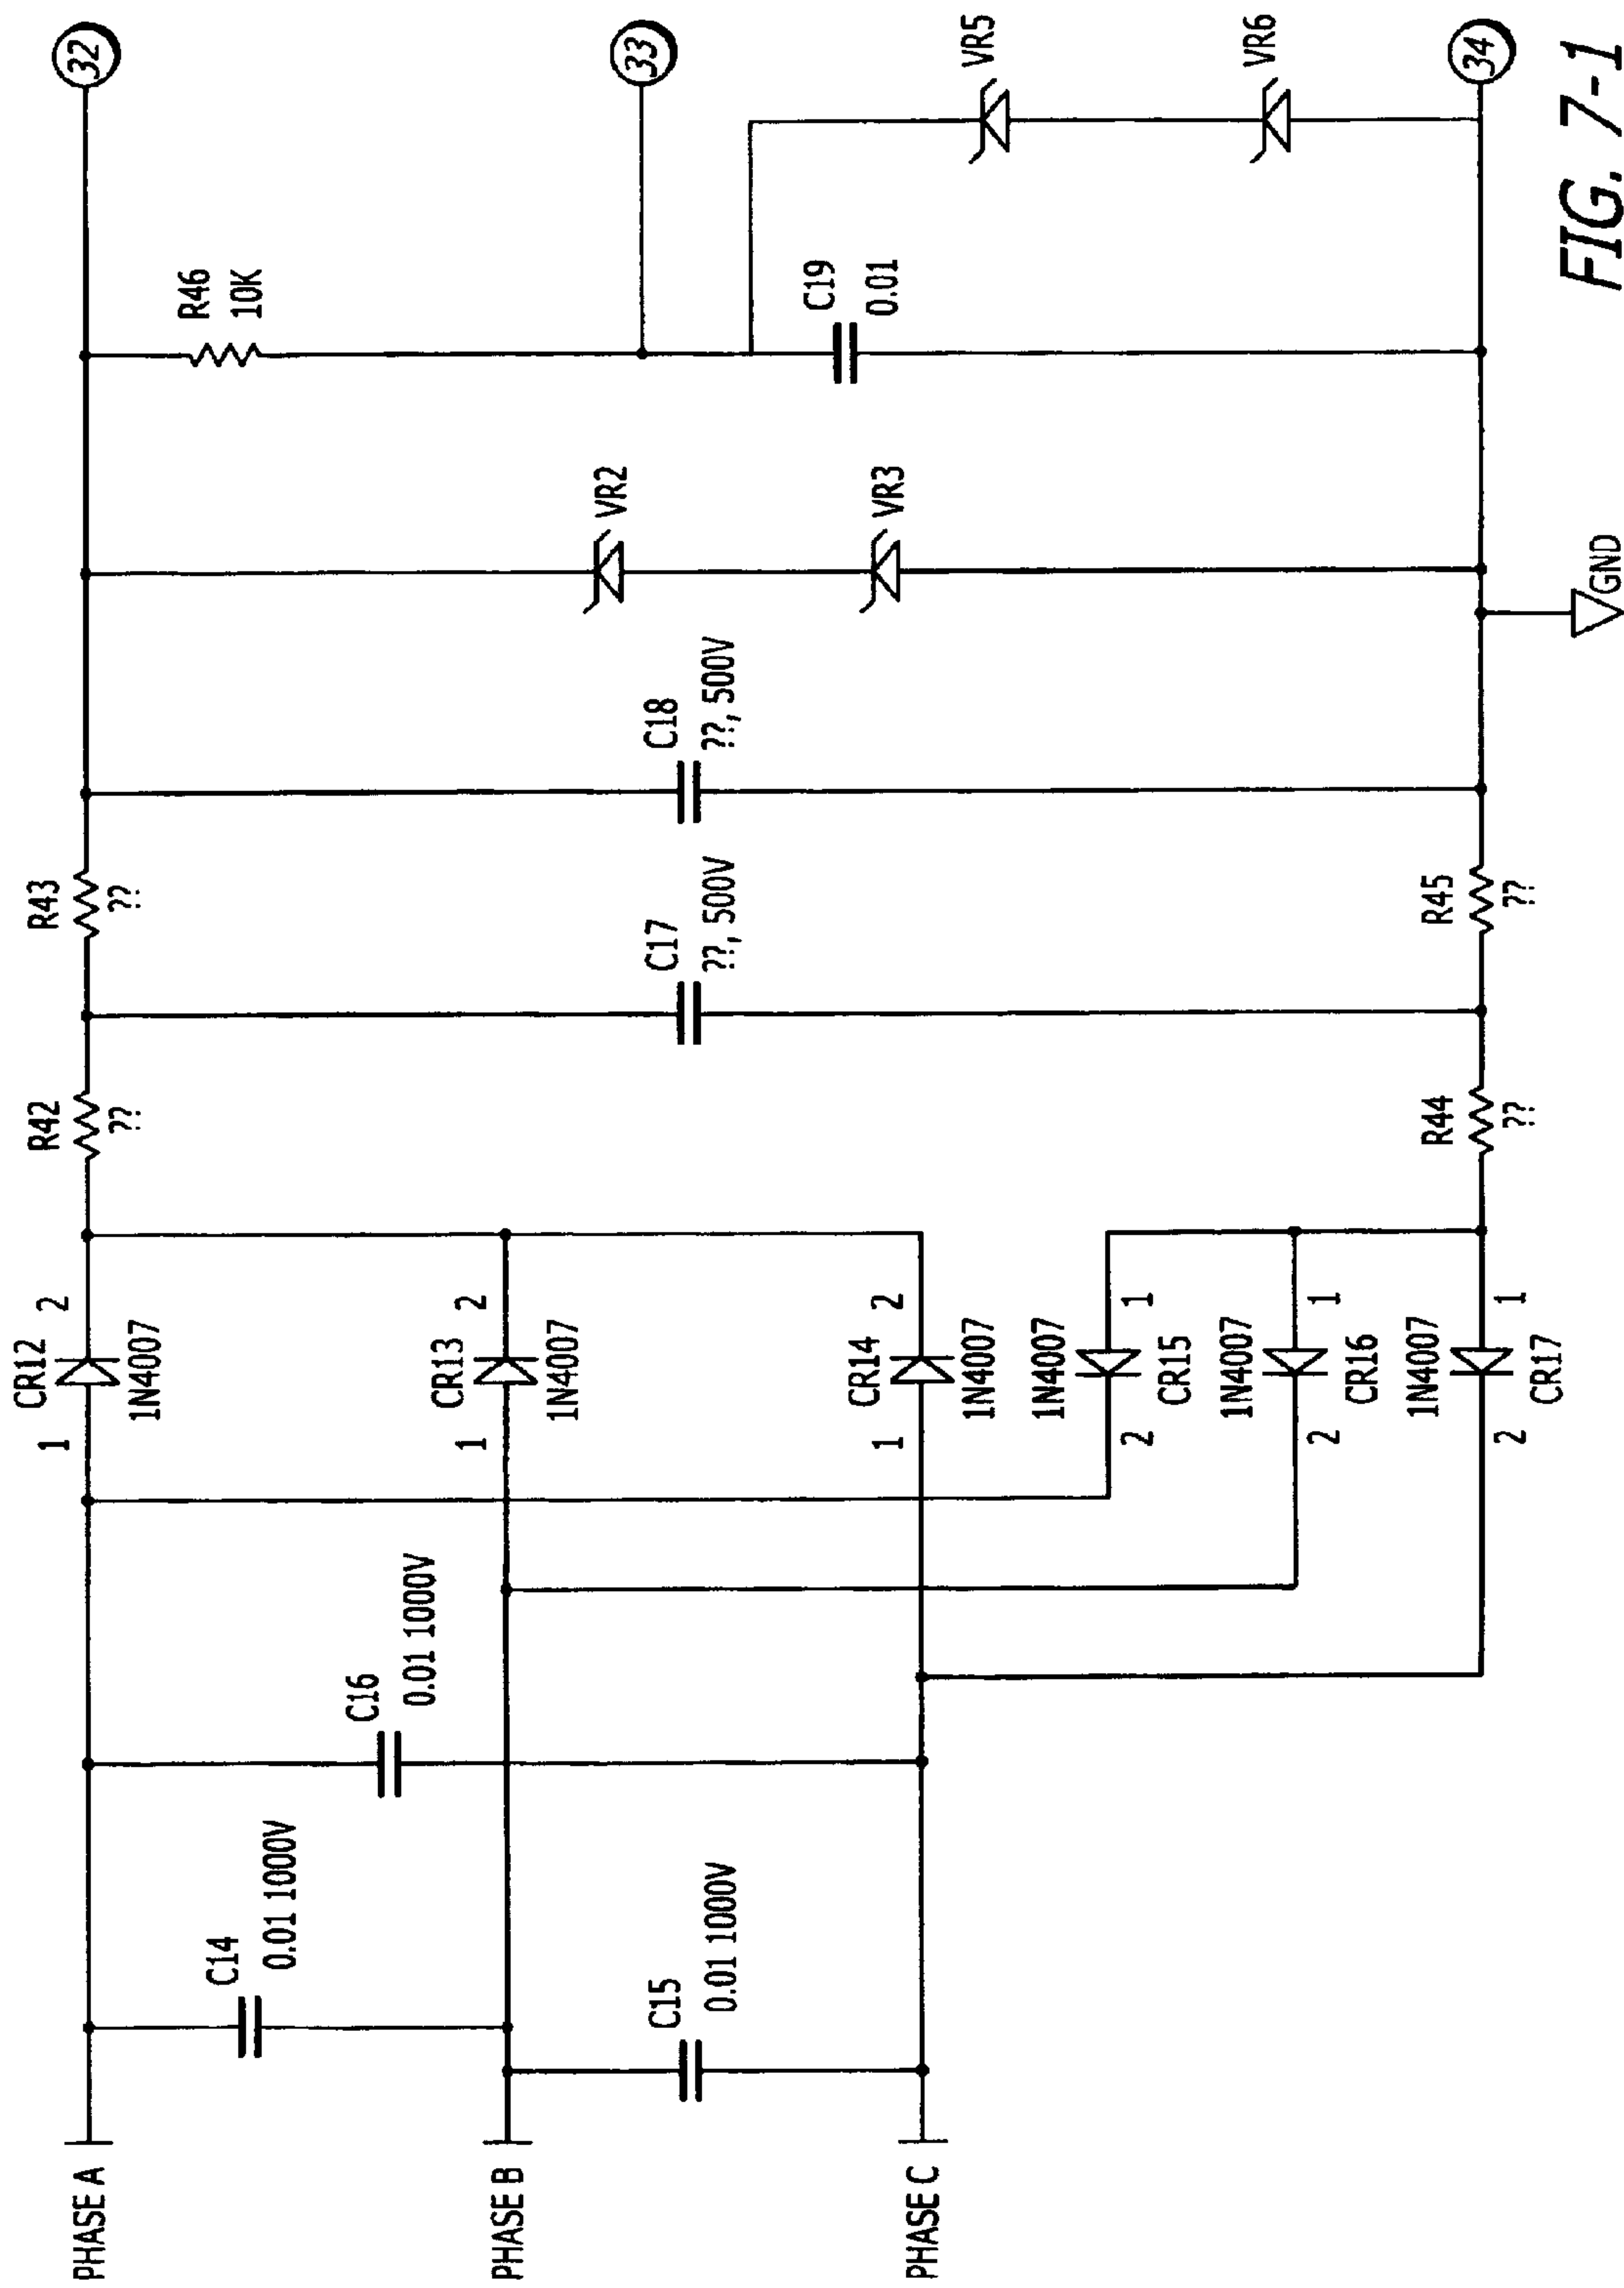 PHASE A
PHASE B
PHASE C
C14
0.01 1000V
C15
0.01 1000V
C16
0.01 1000V
CR12
1 2
1N4007
CR13
1 2
1N4007
CR14
1 2
1N4007
1N4007
2 1
CR15
1N4007
2 1
CR16
1N4007
2 1
CR17
R42
??
R43
??
R44
??
R45
??
C17
??, 500V
C18
??, 500V
VR2
VR3
GND
R46
10K
C19
0.01
VR5
VR6
32
33
34
FIG. 7-1